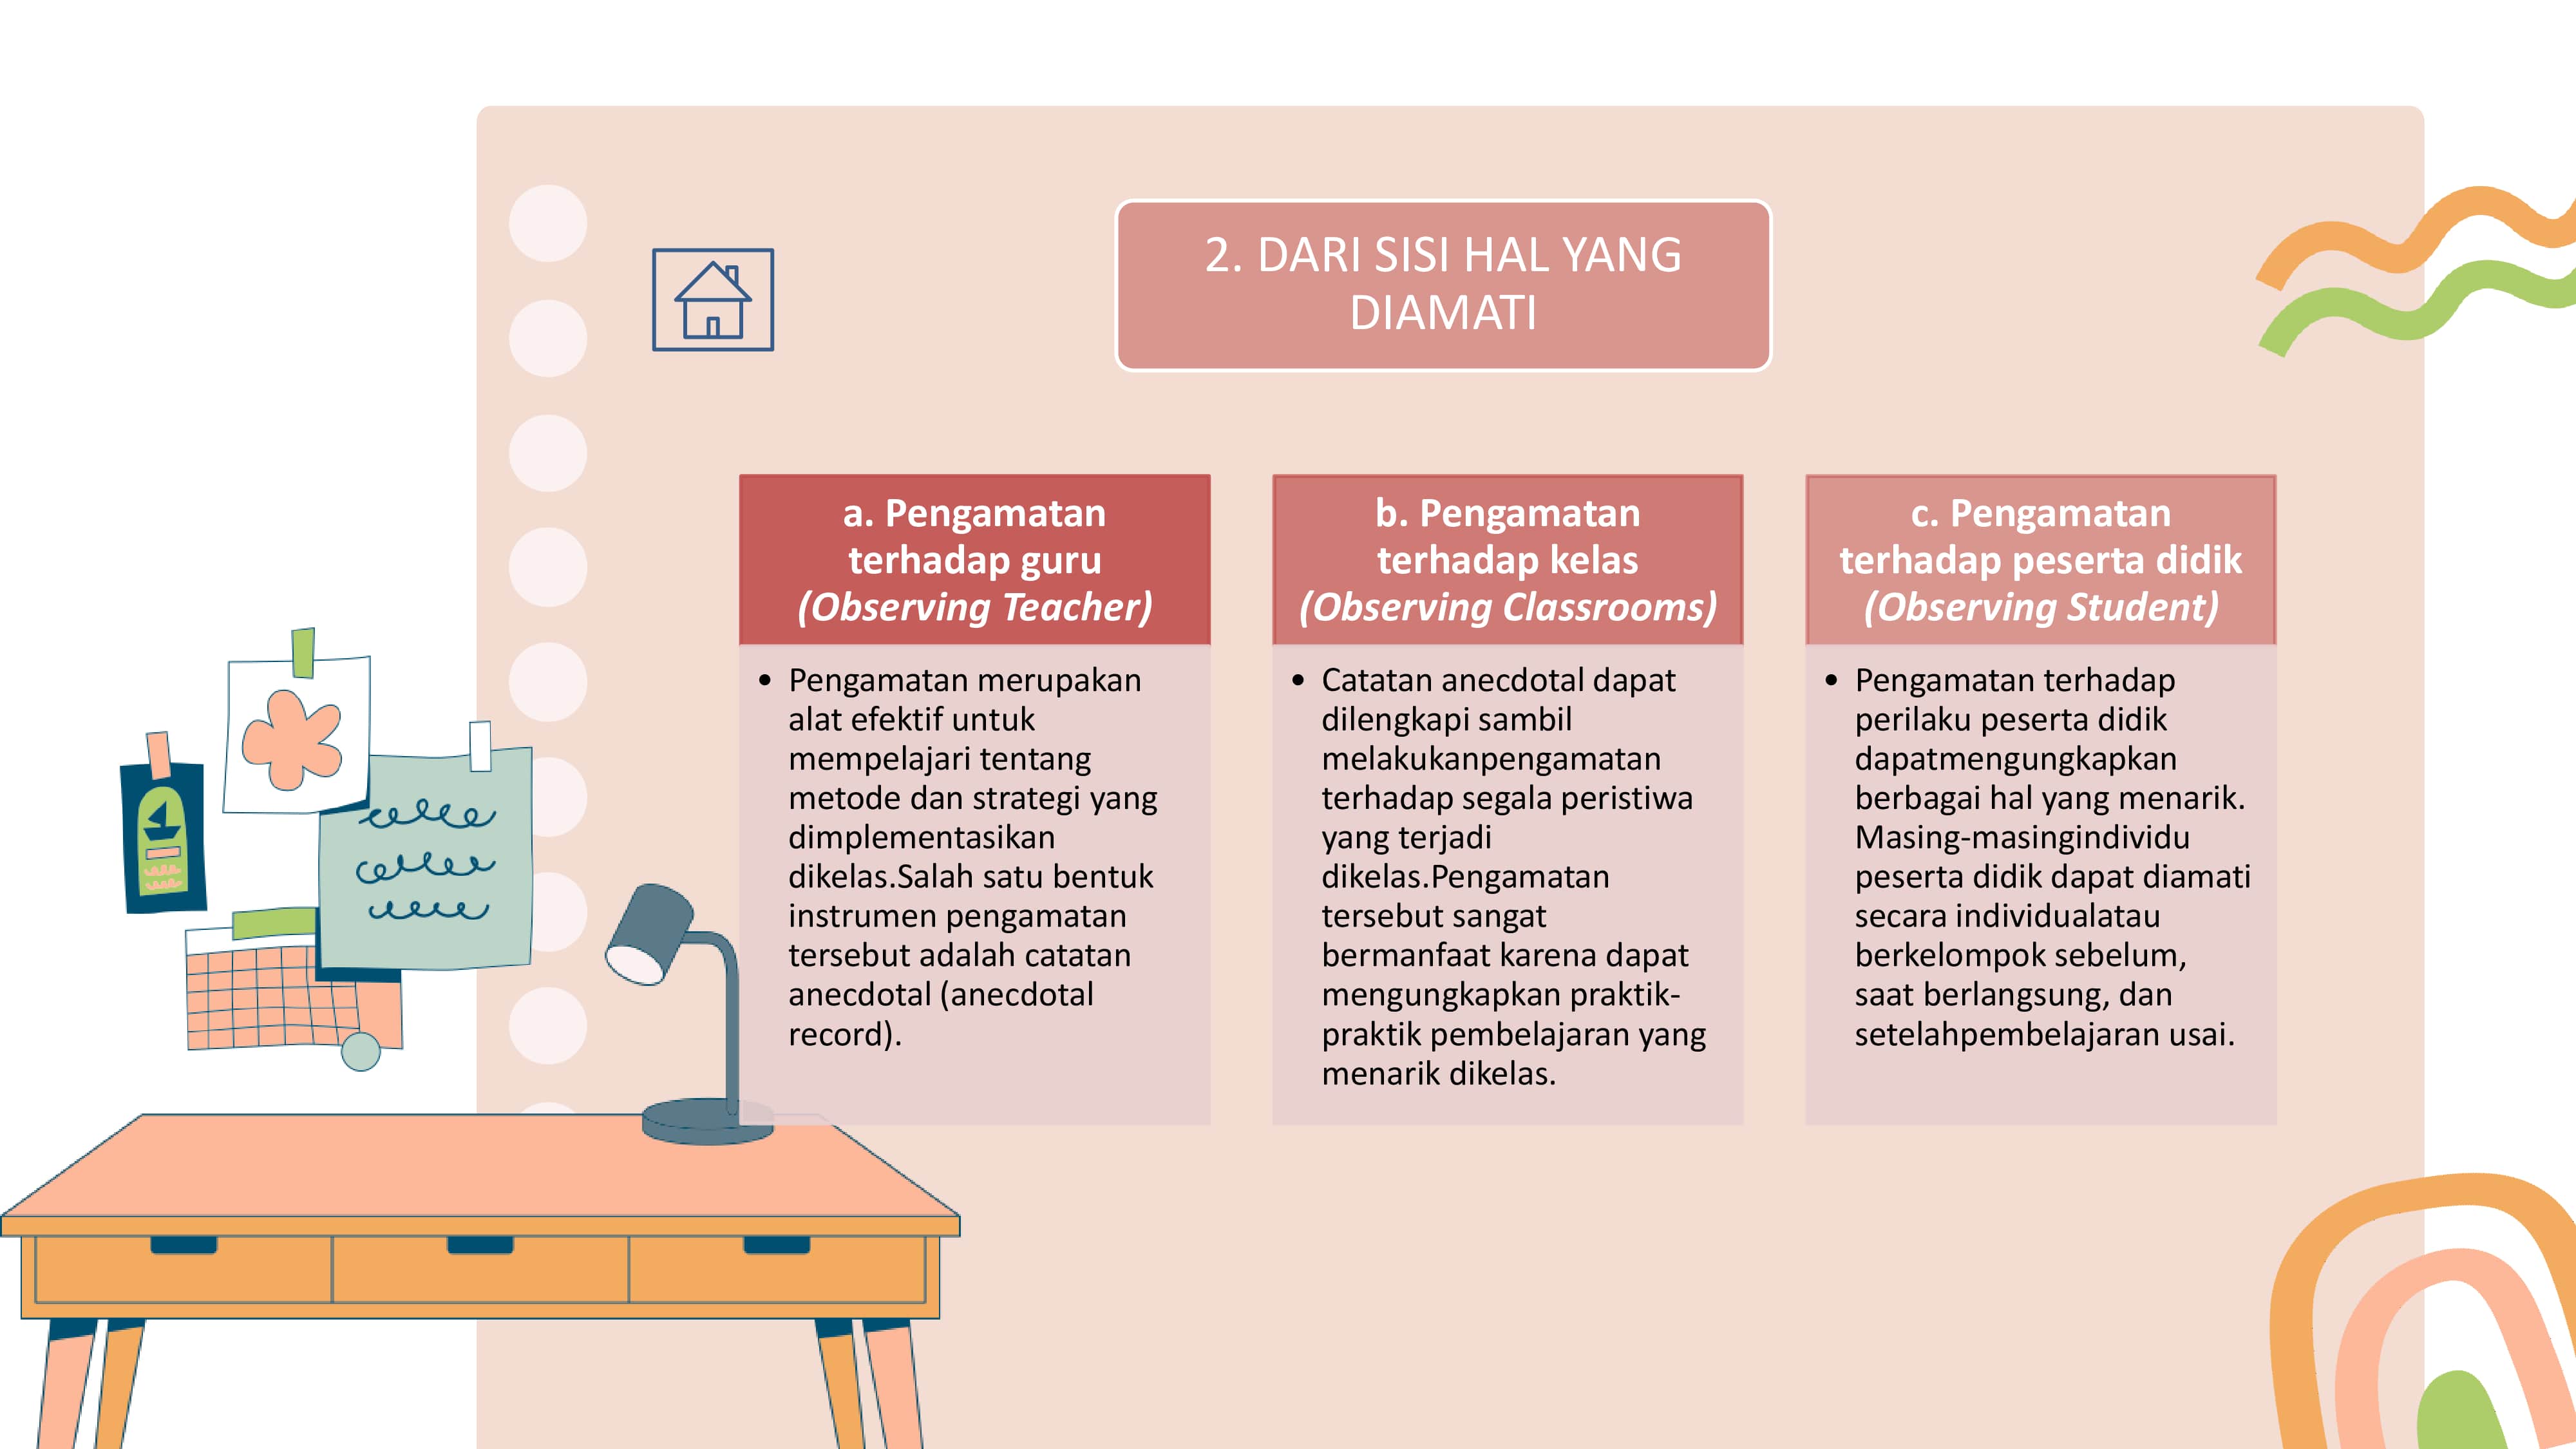 2. DARI SISI HAL YANG
DIAMATI
a. Pengamatan
terhadap guru
(Observing Teacher)
• Pengamatan merupakan
alat efektif untuk
mempelajari tentang
metode dan strategi yang
dimplementasikan
dikelas.Salah satu bentuk
instrumen pengamatan
tersebut adalah catatan
anecdotal (anecdotal
record).
b. Pengamatan
terhadap kelas
(Observing Classrooms)
• Catatan anecdotal dapat
dilengkapi sambil
melakukanpengamatan
terhadap segala peristiwa
yang terjadi
dikelas.Pengamatan
tersebut sangat
bermanfaat karena dapat
mengungkapkan praktik-
praktik pembelajaran yang
menarik dikelas.
c. Pengamatan
terhadap peserta didik
(Observing Student)
• Pengamatan terhadap
perilaku peserta didik
dapatmengungkapkan
berbagai hal yang menarik.
Masing-masingindividu
peserta didik dapat diamati
secara individualatau
berkelompok sebelum,
saat berlangsung, dan
setelahpembelajaran usai.